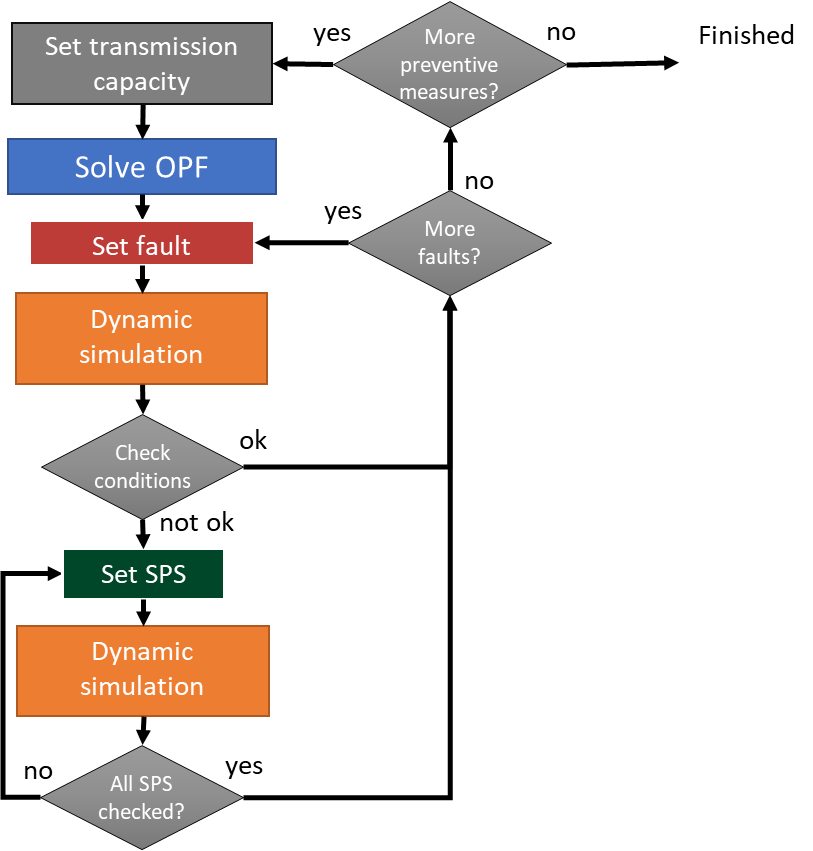 Set transmission
capacity
yes
More
preventive
measures?
no
Finished
Solve OPF
Set fault
yes
More
faults?
no
Dynamic
simulation
Check
conditions
ok
not ok
Set SPS
Dynamic
simulation
no
All SPS
checked?
yes